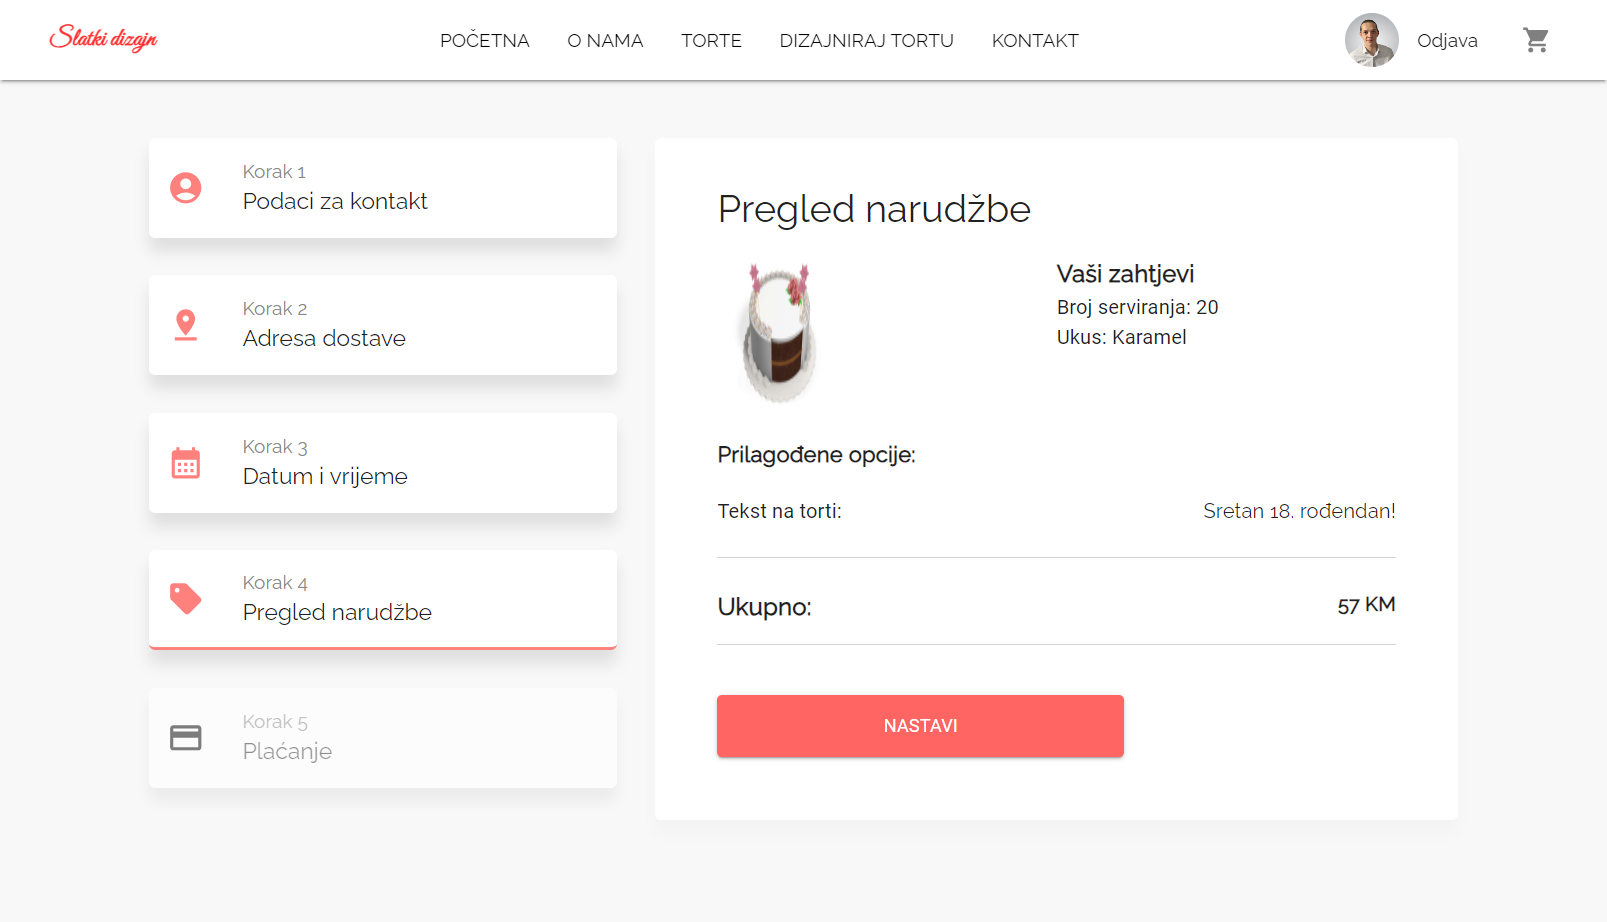 Slatki dizajn
POČETNA
O NAMA
TORTE
DIZAJNIRAJ TORTU
KONTAKT
Odjava
Korak 1
Podaci za kontakt
Korak 2
Adresa dostave
Korak 3
Datum i vrijeme
Korak 4
Pregled narudžbe
Korak 5
Plaćanje
Pregled narudžbe
Vaši zahtjevi
Broj serviranja: 20
Ukus: Karamel
Prilagođene opcije:
Tekst na torti: Sretan 18. rođendan!
Ukupno: 57 KM
NASTAVI